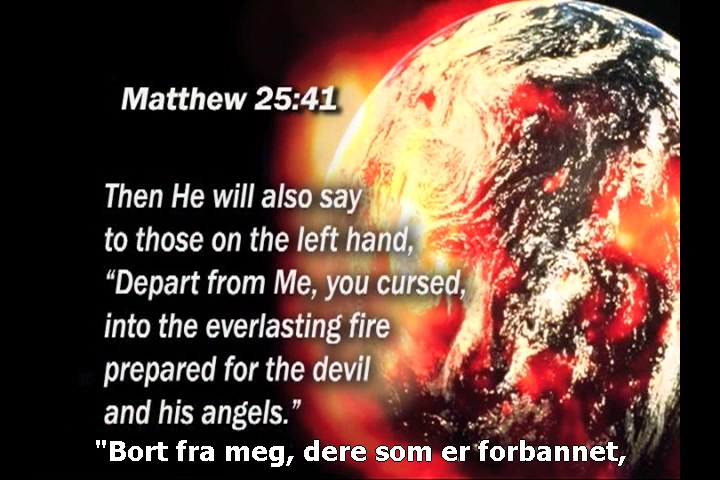 Matthew 25:41
Then He will also say
to those on the left hand,
“Depart from Me, you cursed,
into the everlasting fire
prepared for the devil
and his angels.”
"Bort fra meg, dere som er forbannet,